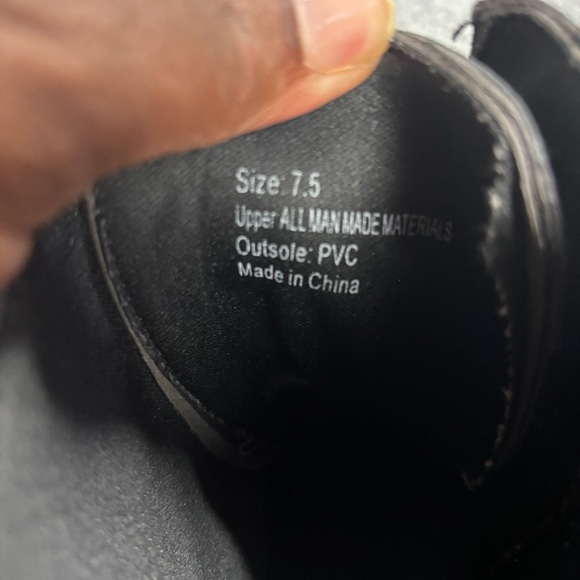 Size: 7.5
Upper ALL MAN MADE MATERIALS
Outsole: PVC
Made in China